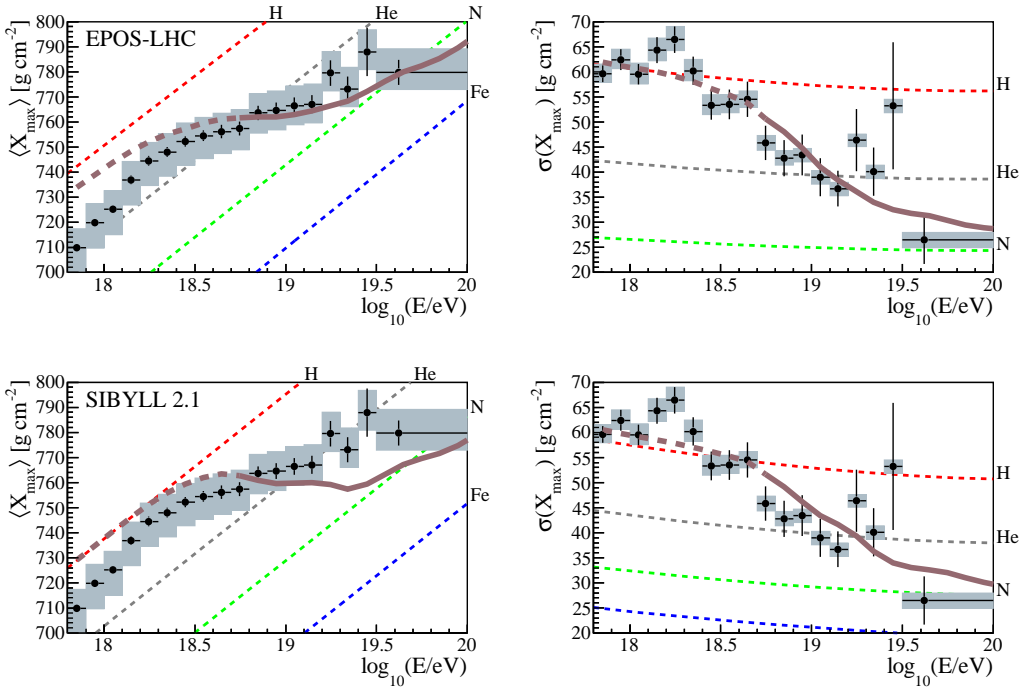 ⟨X_max⟩ [g cm⁻²]
800
790
780
770
760
750
740
730
720
710
700
EPOS-LHC
H
He
N
Fe
18
18.5
19
19.5
20
log₁₀(E/eV)
σ(X_max) [g cm⁻²]
70
65
60
55
50
45
40
35
30
25
20
H
He
N
18
18.5
19
19.5
20
log₁₀(E/eV)
⟨X_max⟩ [g cm⁻²]
800
790
780
770
760
750
740
730
720
710
700
SIBYLL 2.1
H
He
N
Fe
18
18.5
19
19.5
20
log₁₀(E/eV)
σ(X_max) [g cm⁻²]
70
65
60
55
50
45
40
35
30
25
20
H
He
N
18
18.5
19
19.5
20
log₁₀(E/eV)